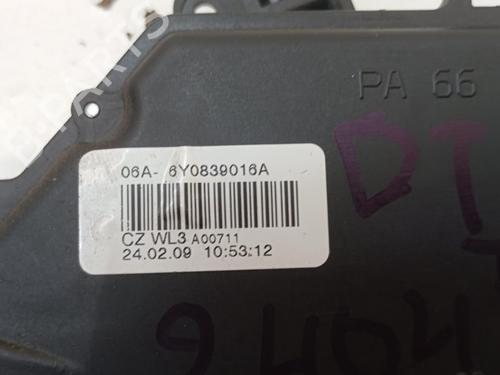 PA 66
06A- 6Y0839016A
CZ WL3 A00711
24.02.09 10:53:12
DT